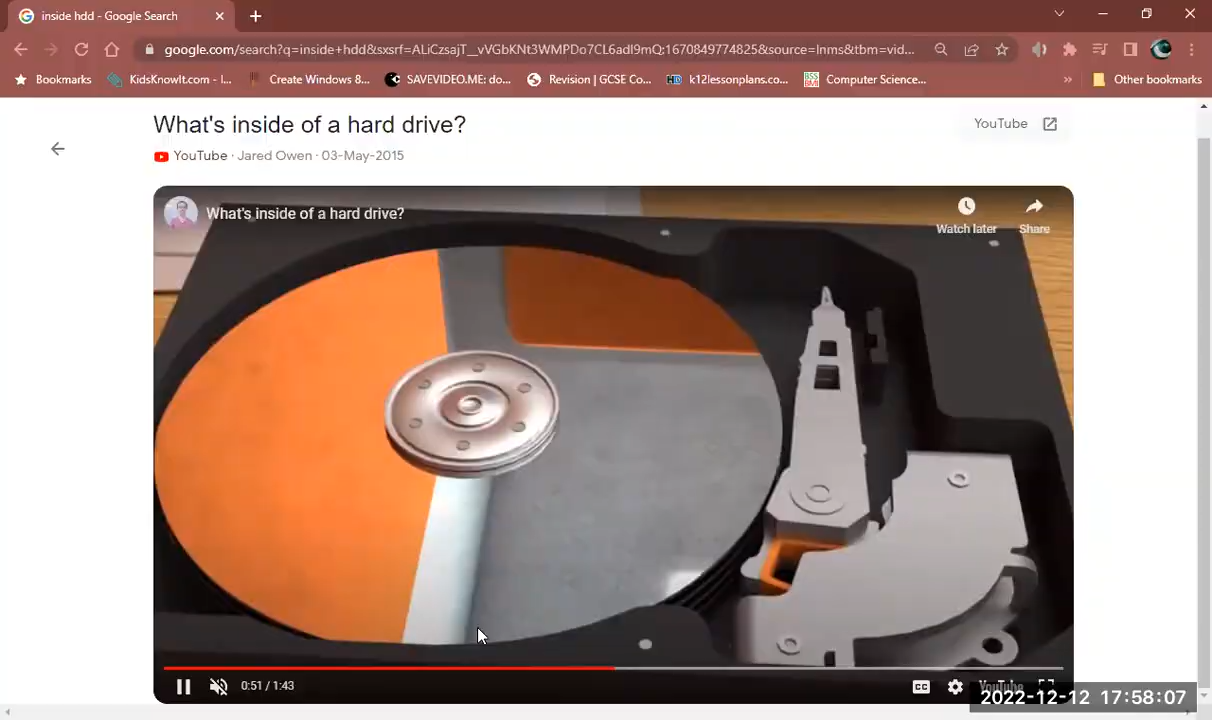 inside hdd - Google Search
google.com/search?q=inside+hdd&sxsrf=ALiCzsajT__vVGbKNt3WMPDo7CL6adl9mQ:1670849774825&source=lnms&tbm=vid...
Bookmarks KidsKnowIt.com - I... Create Windows 8... SAVEVIDEO.ME: do... Revision | GCSE Co... k12lessonplans.co... Computer Science... » Other bookmarks
What's inside of a hard drive?
YouTube
YouTube · Jared Owen · 03-May-2015
What's inside of a hard drive?
Watch later Share
0:51 / 1:43
CC
YouTube
2022-12-12 17:58:07